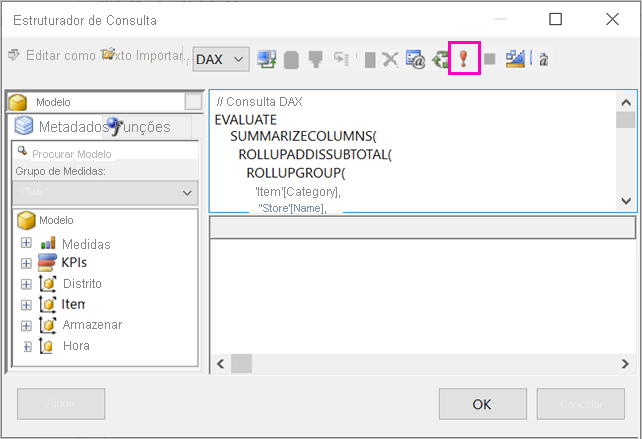 Estruturador de Consulta
Editar como Texto Importar...
DAX
Modelo
Metadados Funções
Procurar Modelo
Grupo de Medidas:
Modelo
Medidas
KPIs
Distrito
Item
Armazenar
Hora
// Consulta DAX
EVALUATE
SUMMARIZECOLUMNS(
ROLLUPADDISSUBTOTAL(
ROLLUPGROUP(
'Item'[Category],
"Store'[Name],
Ajuda
OK
Cancelar